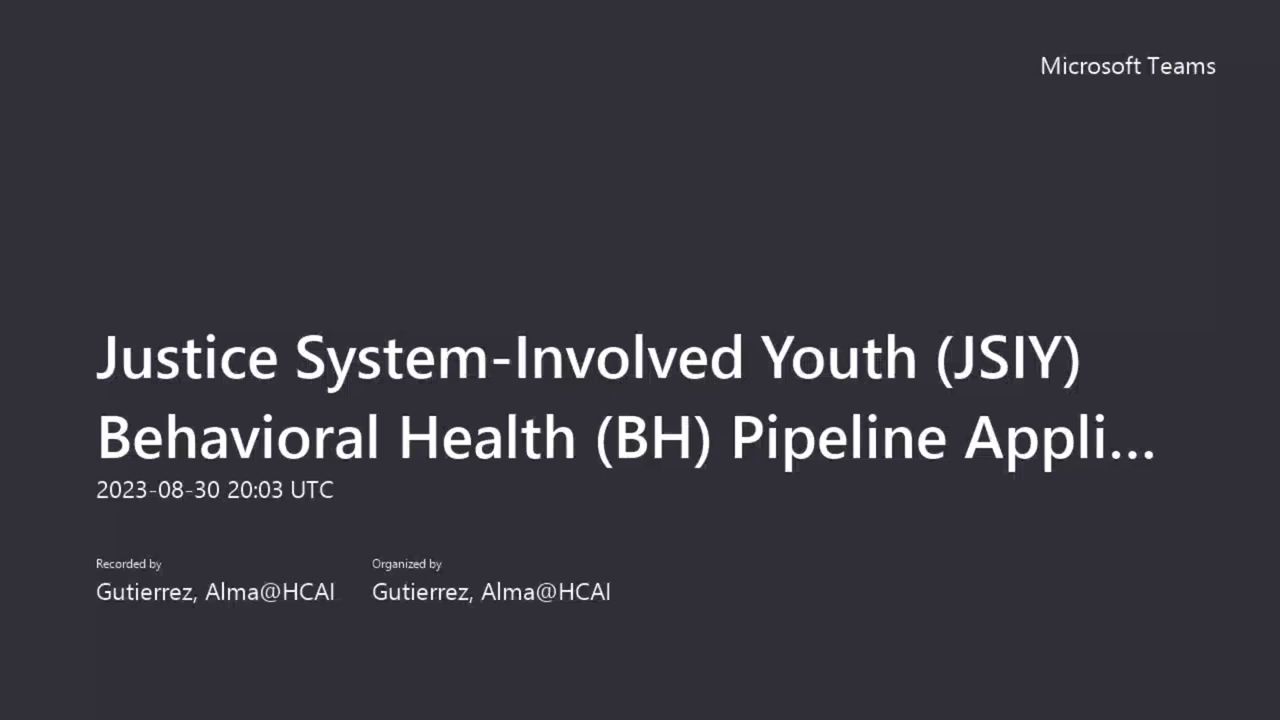 Microsoft Teams
Justice System-Involved Youth (JSIY)
Behavioral Health (BH) Pipeline Appli...
2023-08-30 20:03 UTC
Recorded by
Gutierrez, Alma@HCAI
Organized by
Gutierrez, Alma@HCAI